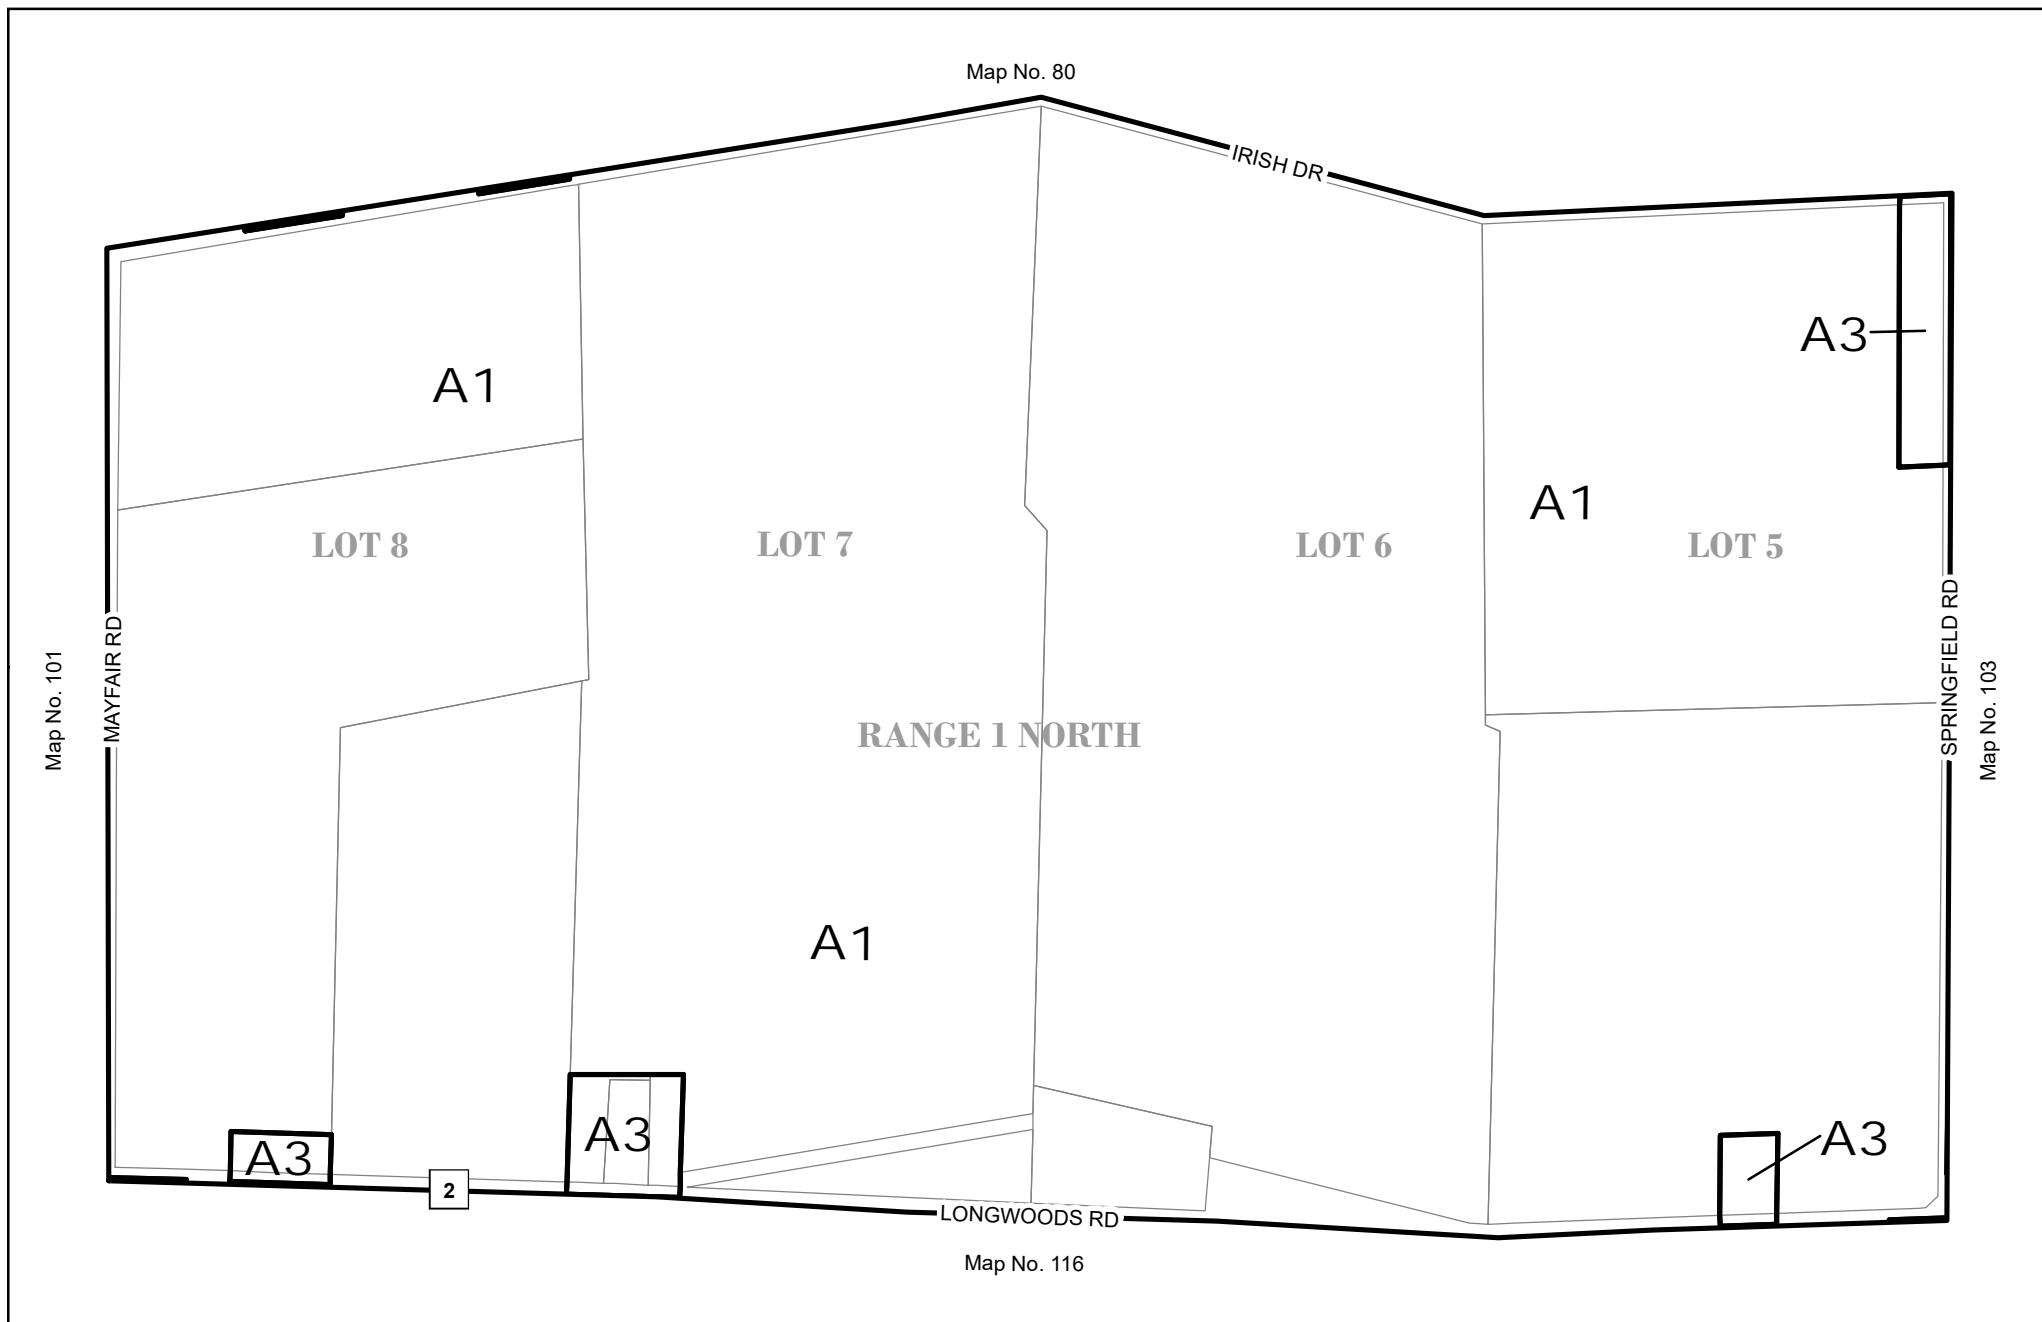 Map No. 80
IRISH DR
A3
A1
A1
LOT 8
LOT 7
LOT 6
LOT 5
MAYFAIR RD
Map No. 101
SPRINGFIELD RD
Map No. 103
RANGE 1 NORTH
A1
A3
A3
A3
2
LONGWOODS RD
Map No. 116